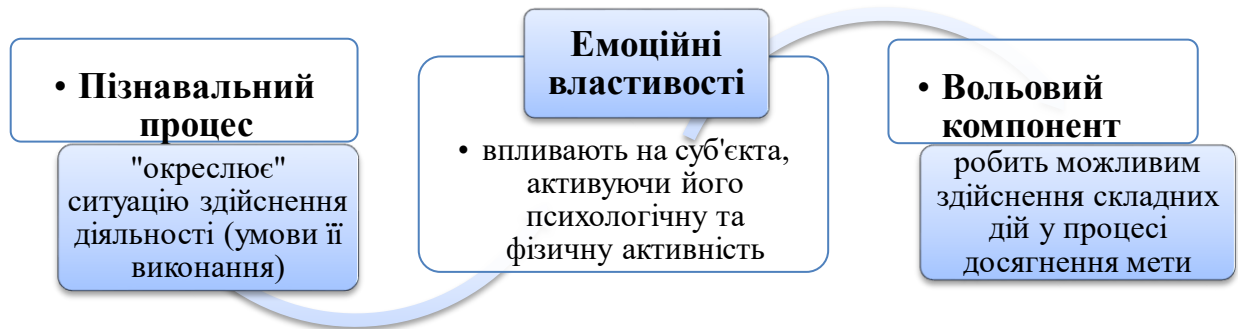 • Пізнавальний
процес
"окреслює"
ситуацію здійснення
діяльності (умови її
виконання)
Емоційні
властивості
• впливають на суб'єкта,
активуючи його
психологічну та
фізичну активність
• Вольовий
компонент
робить можливим
здійснення складних
дій у процесі
досягнення мети